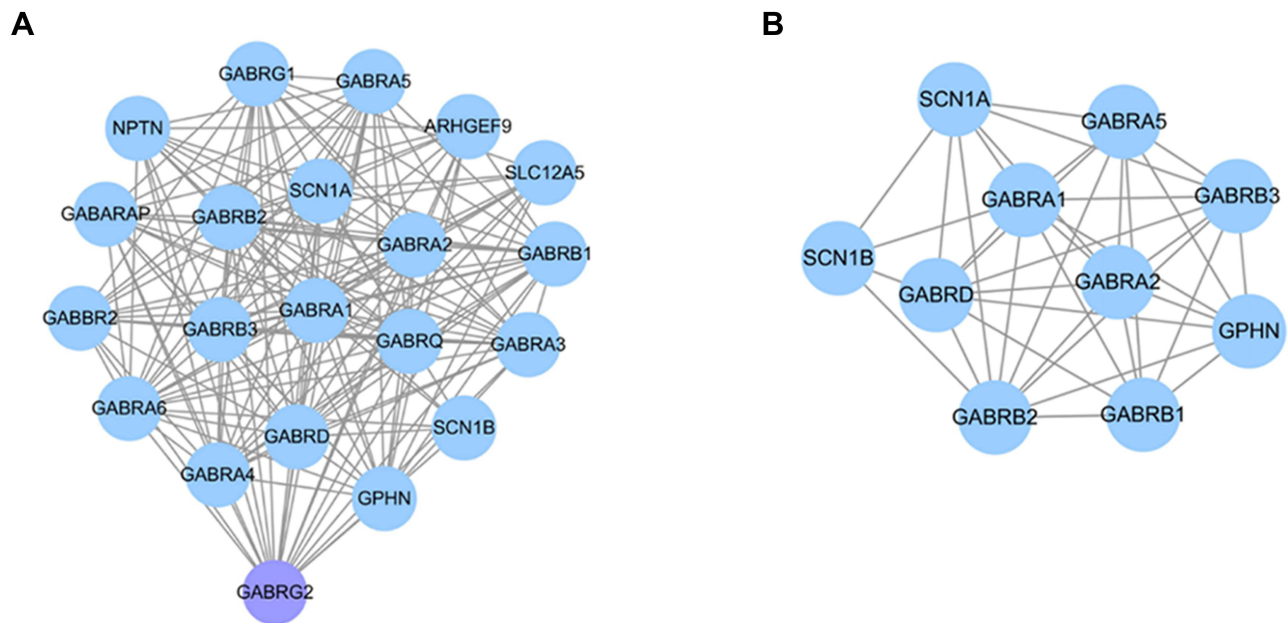 A
B
GABRG1
GABRA5
NPTN
ARHGEF9
SLC12A5
SCN1A
GABARAP
GABRB2
GABRA2
GABRB1
GABBR2
GABRB3
GABRA1
GABRQ
GABRA3
GABRA6
GABRD
SCN1B
GABRA4
GPHN
GABRG2
SCN1A
GABRA5
GABRA1
GABRB3
SCN1B
GABRD
GABRA2
GPHN
GABRB2
GABRB1